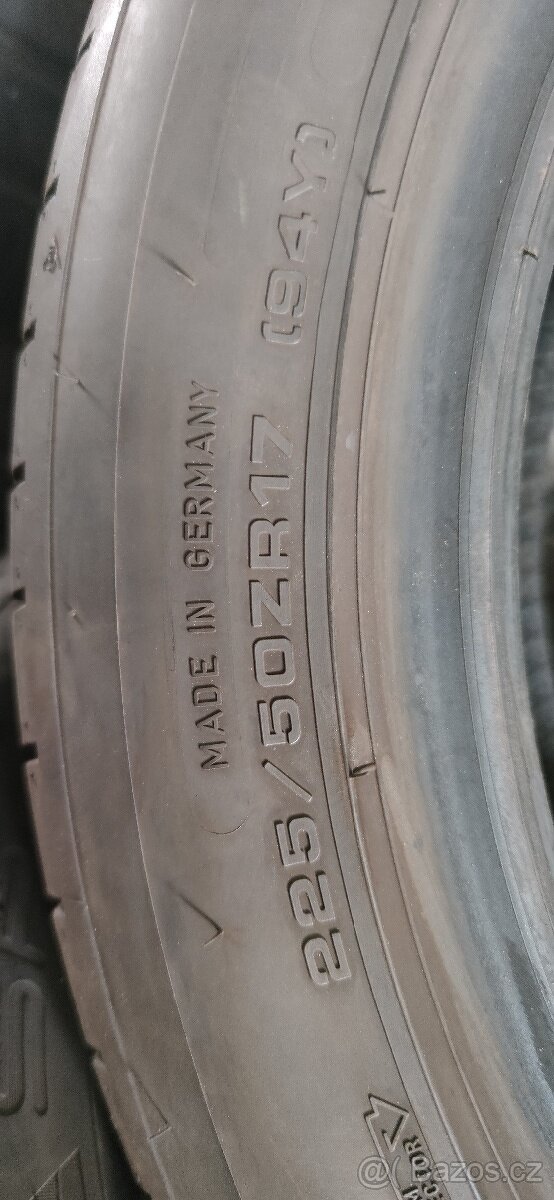 MADE IN GERMANY
225/50ZR17 (94Y)
@ Bazos.cz